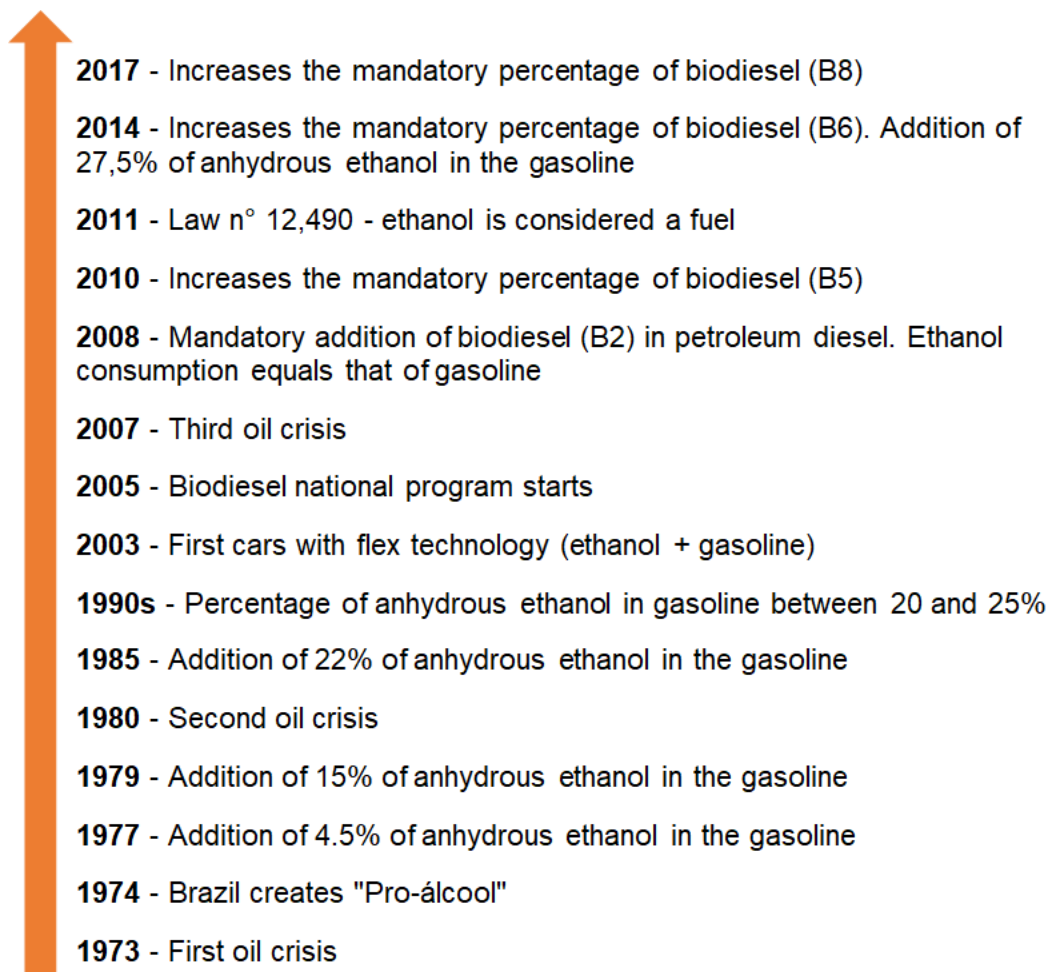 2017 - Increases the mandatory percentage of biodiesel (B8)
2014 - Increases the mandatory percentage of biodiesel (B6). Addition of
27,5% of anhydrous ethanol in the gasoline
2011 - Law n° 12,490 - ethanol is considered a fuel
2010 - Increases the mandatory percentage of biodiesel (B5)
2008 - Mandatory addition of biodiesel (B2) in petroleum diesel. Ethanol
consumption equals that of gasoline
2007 - Third oil crisis
2005 - Biodiesel national program starts
2003 - First cars with flex technology (ethanol + gasoline)
1990s - Percentage of anhydrous ethanol in gasoline between 20 and 25%
1985 - Addition of 22% of anhydrous ethanol in the gasoline
1980 - Second oil crisis
1979 - Addition of 15% of anhydrous ethanol in the gasoline
1977 - Addition of 4.5% of anhydrous ethanol in the gasoline
1974 - Brazil creates "Pro-álcool"
1973 - First oil crisis